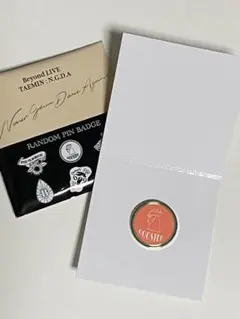 Beyond LIVE
TAEMIN : N.G.D.A
Never Gonna Dance Again
RANDOM PIN BADGE